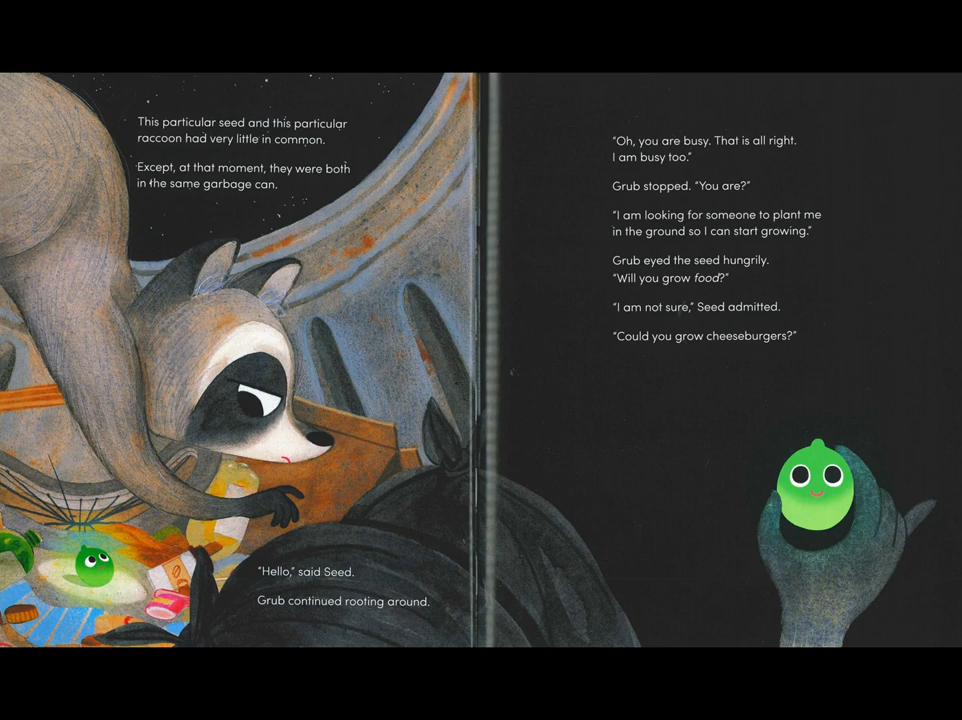 This particular seed and this particular
raccoon had very little in common.
Except, at that moment, they were both
in the same garbage can.
“Hello,” said Seed.
Grub continued rooting around.
“Oh, you are busy. That is all right.
I am busy too.”
Grub stopped. “You are?”
“I am looking for someone to plant me
in the ground so I can start growing.”
Grub eyed the seed hungrily.
“Will you grow food?”
“I am not sure,” Seed admitted.
“Could you grow cheeseburgers?”